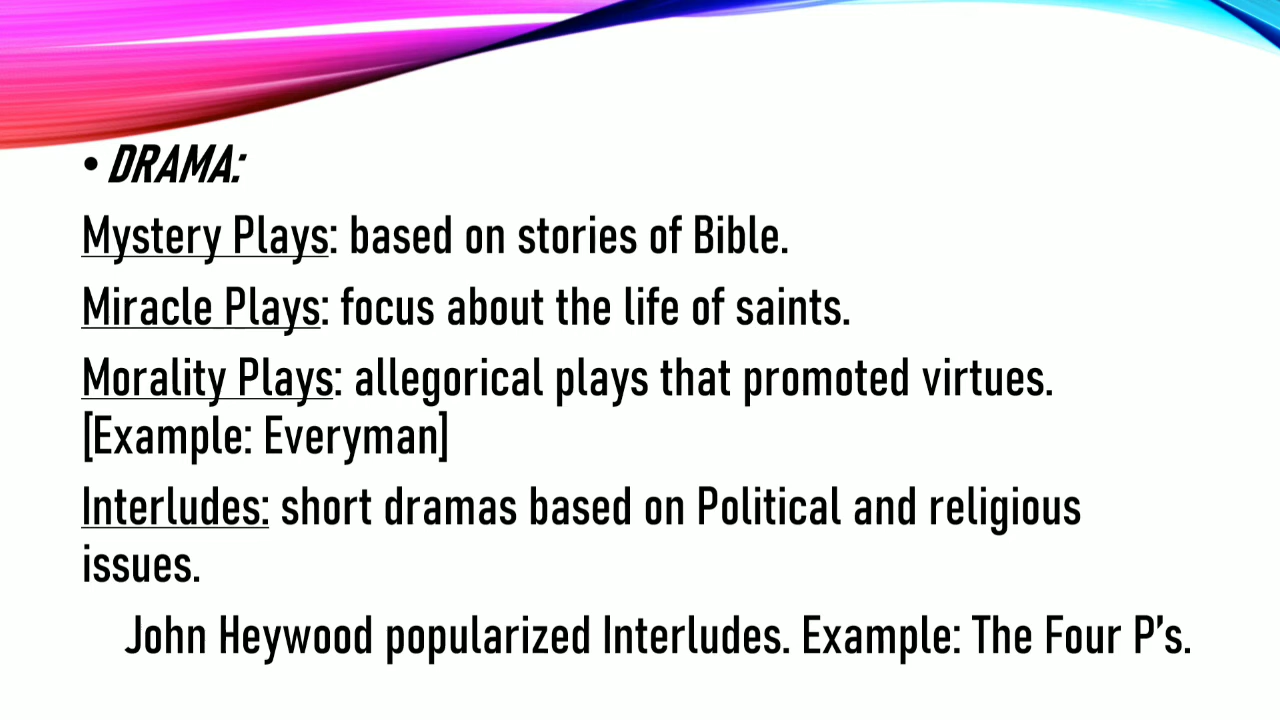 • DRAMA:
Mystery Plays: based on stories of Bible.
Miracle Plays: focus about the life of saints.
Morality Plays: allegorical plays that promoted virtues.
[Example: Everyman]
Interludes: short dramas based on Political and religious
issues.
John Heywood popularized Interludes. Example: The Four P's.